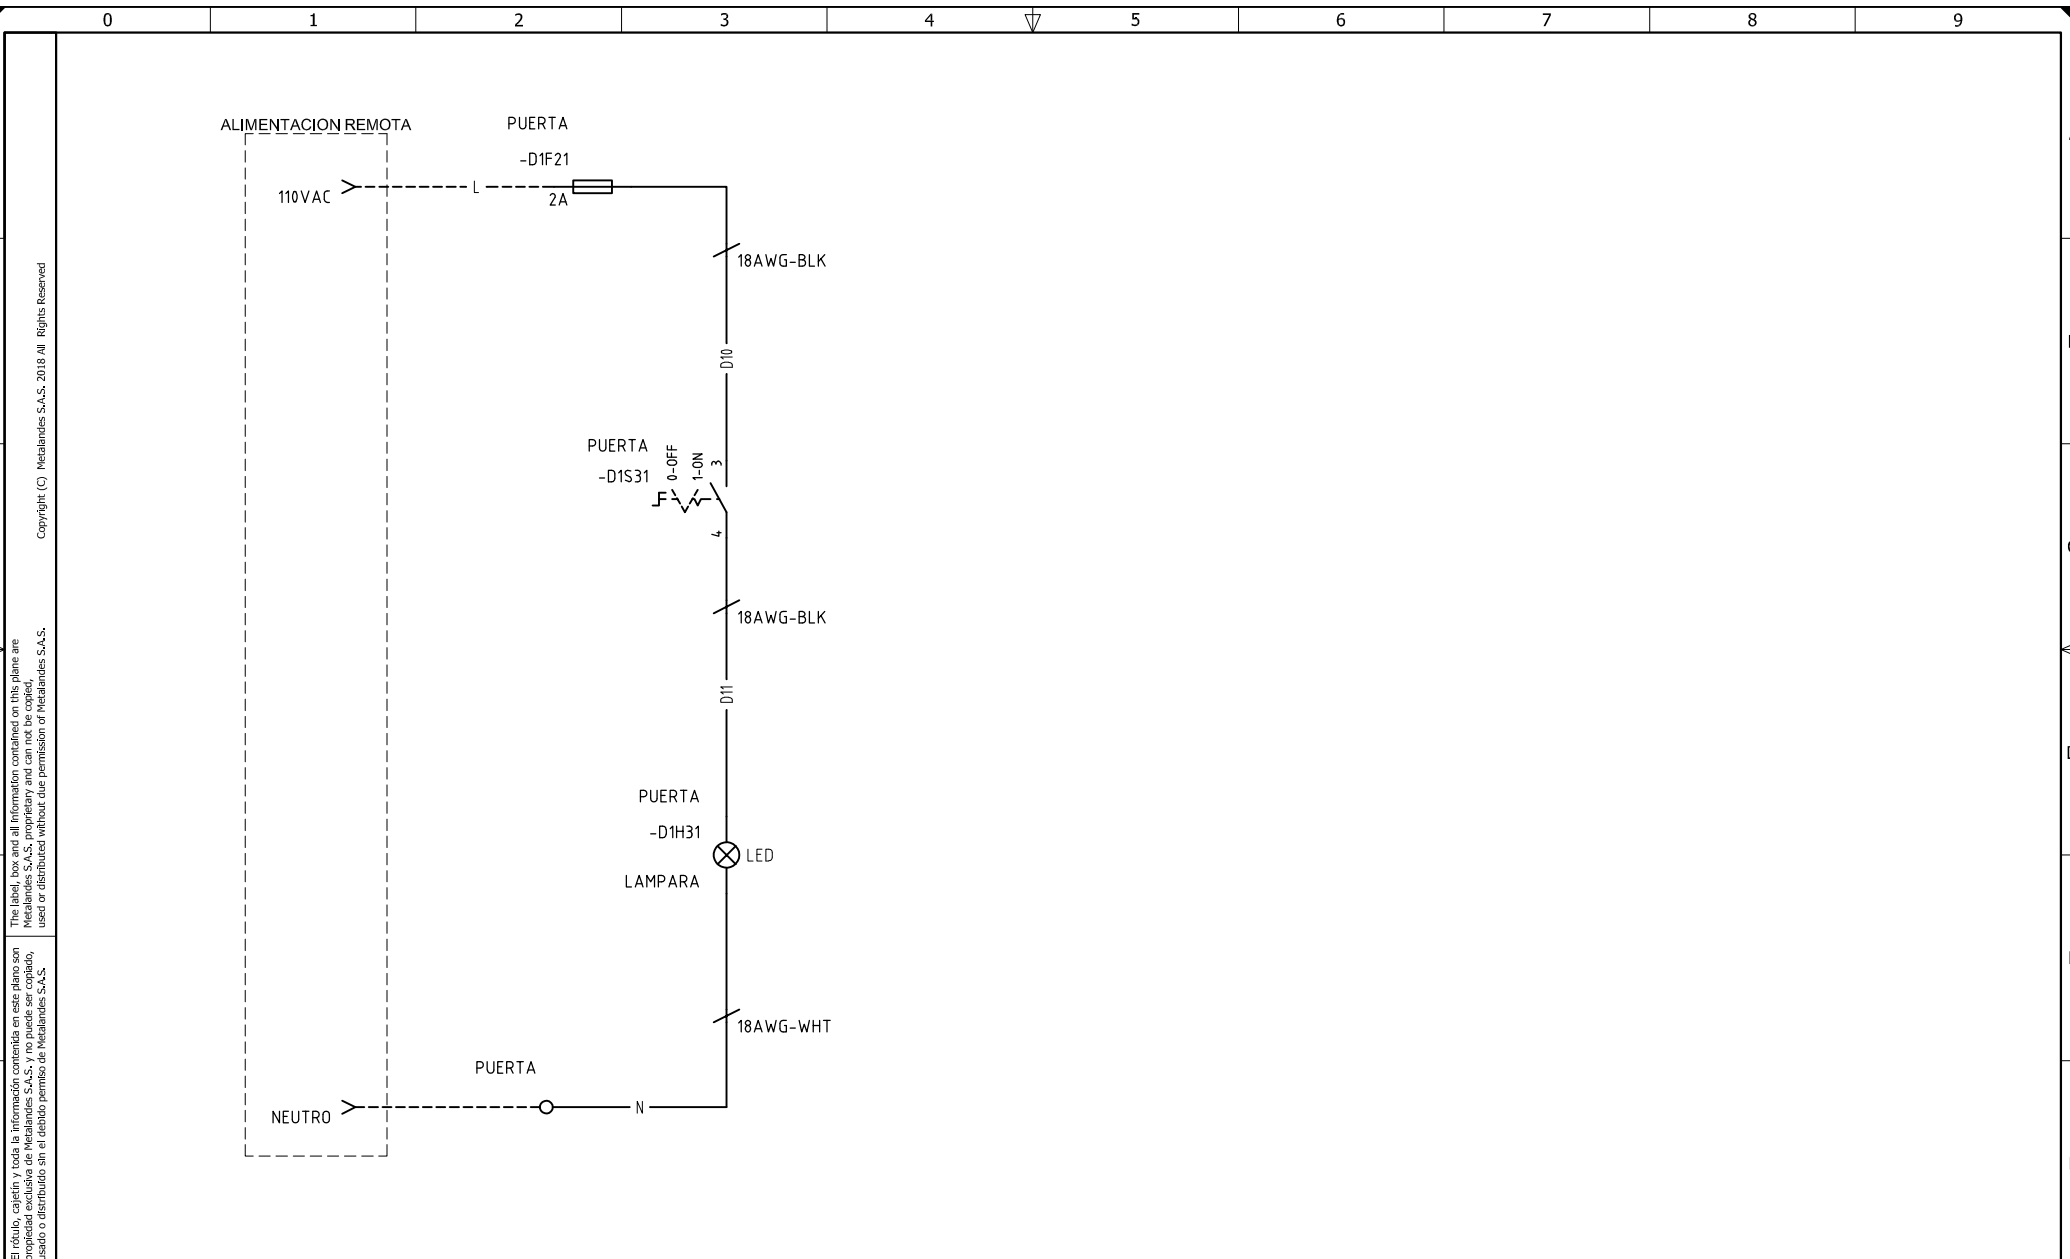 0 1 2 3 4 5 6 7 8 9
ALIMENTACION REMOTA
PUERTA
-D1F21
110VAC
L
2A
18AWG-BLK
D10
PUERTA
-D1S31
0-OFF
1-ON
3
4
18AWG-BLK
D11
PUERTA
-D1H31
LED
LAMPARA
18AWG-WHT
PUERTA
NEUTRO
N
Copyright (C) Metalandes S.A.S. 2018 All Rights Reserved
The label, box and all information contained on this plane are
Metalandes S.A.S. proprietary and can not be copied,
used or distributed without due permission of Metalandes S.A.S.
El rótulo, cajetín y toda la información contenida en este plano son
propiedad exclusiva de Metalandes S.A.S. y no puede ser copiado,
usado o distribuido sin el debido permiso de Metalandes S.A.S.
D